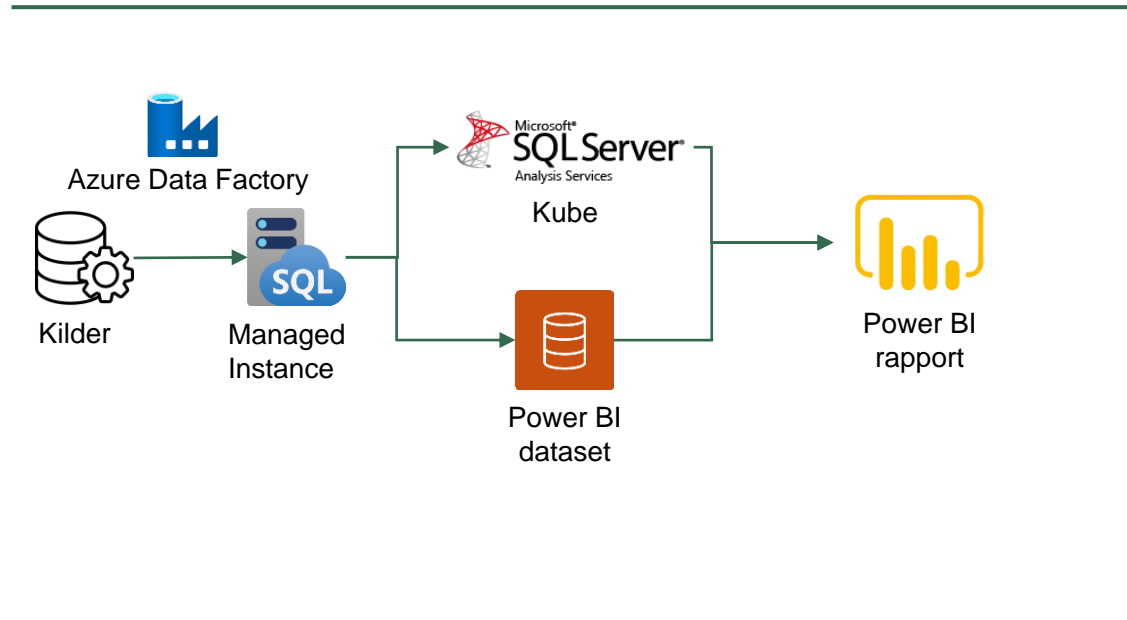 Azure Data Factory
Kilder
SQL
Managed
Instance
Microsoft®
SQL Server®
Analysis Services
Kube
Power BI
dataset
Power BI
rapport